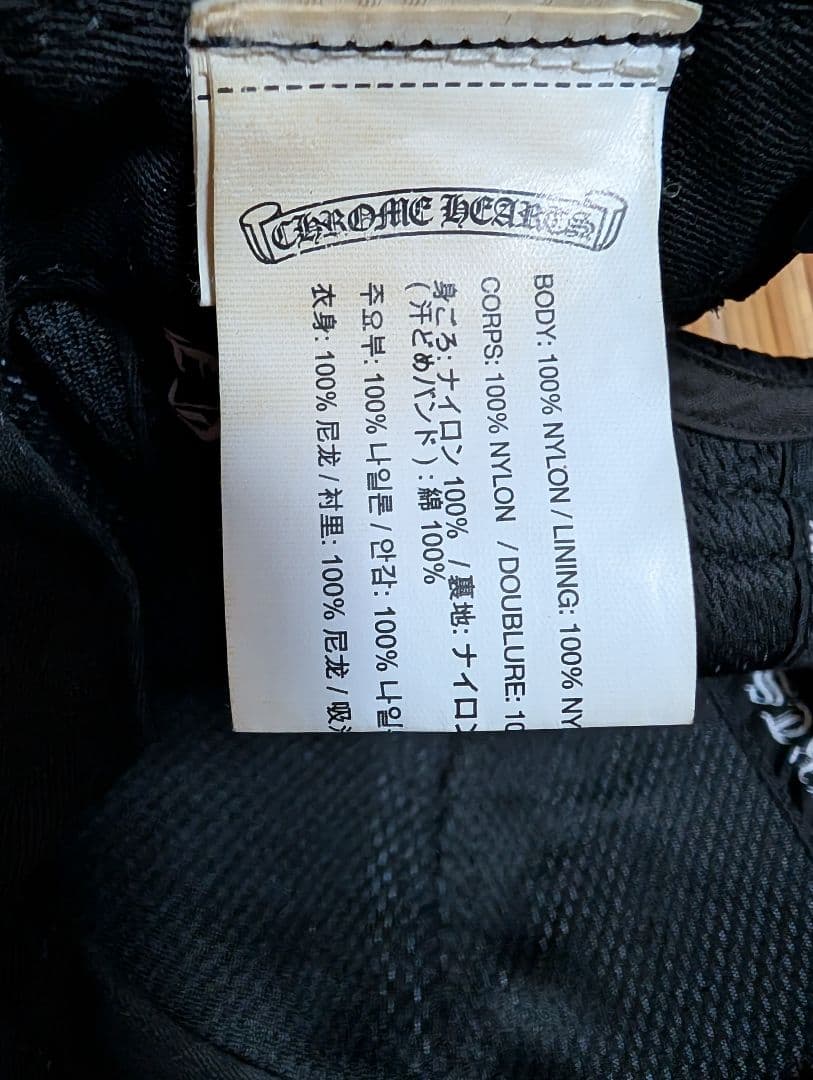 CHROME HEARTS
BODY: 100% NYLON / LINING: 100% NY
CORPS: 100% NYLON / DOUBLURE: 10
身ごろ: ナイロン 100% / 裏地: ナイロン
(汗どめバンド) : 綿 100%
주요부: 100% 나일론 / 안감: 100% 나일
衣身: 100% 尼龙 / 衬里: 100% 尼龙 / 吸